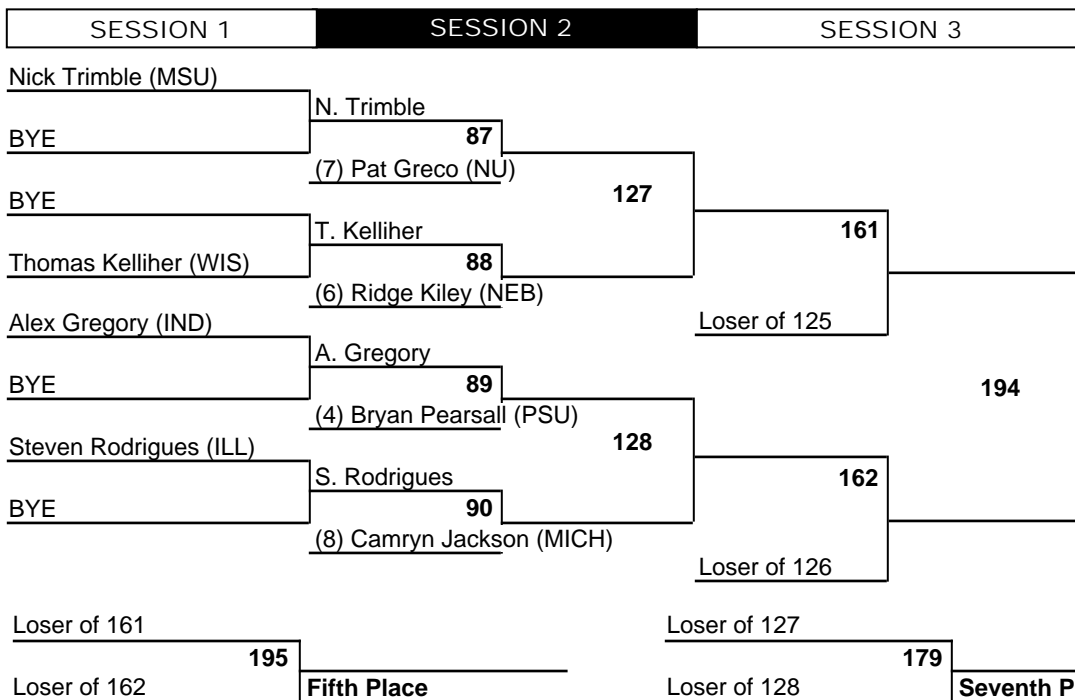 SESSION 1 SESSION 2 SESSION 3
Nick Trimble (MSU)
N. Trimble
BYE
87
(7) Pat Greco (NU)
BYE
127
T. Kelliher
161
Thomas Kelliher (WIS)
88
(6) Ridge Kiley (NEB)
Alex Gregory (IND)
Loser of 125
A. Gregory
BYE
89
194
(4) Bryan Pearsall (PSU)
Steven Rodrigues (ILL)
128
S. Rodrigues
162
BYE
90
(8) Camryn Jackson (MICH)
Loser of 126
Loser of 161
Loser of 127
195
179
Loser of 162
Fifth Place
Loser of 128
Seventh P